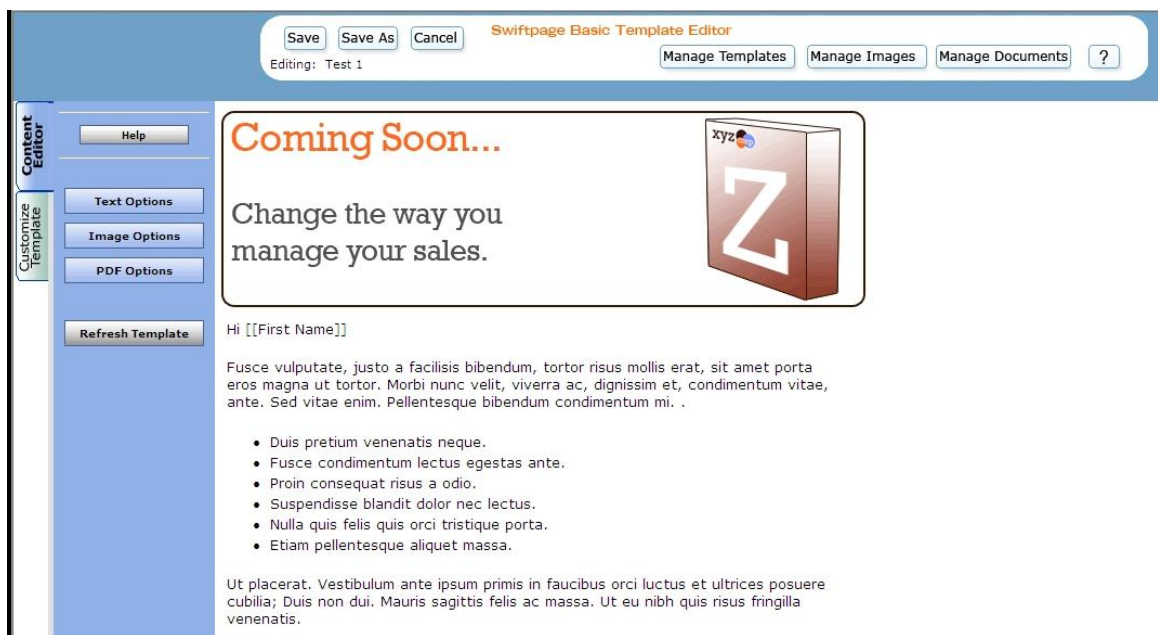 Save Save As Cancel Swiftpage Basic Template Editor
Editing: Test 1 Manage Templates Manage Images Manage Documents ?
Content
Editor
Customize
Template
Help
Text Options
Image Options
PDF Options
Refresh Template
Coming Soon...
Change the way you
manage your sales.
xyz corp
Z
Hi [[First Name]]
Fusce vulputate, justo a facilisis bibendum, tortor risus mollis erat, sit amet porta
eros magna ut tortor. Morbi nunc velit, viverra ac, dignissim et, condimentum vitae,
ante. Sed vitae enim. Pellentesque bibendum condimentum mi. .
• Duis pretium venenatis neque.
• Fusce condimentum lectus egestas ante.
• Proin consequat risus a odio.
• Suspendisse blandit dolor nec lectus.
• Nulla quis felis quis orci tristique porta.
• Etiam pellentesque aliquet massa.
Ut placerat. Vestibulum ante ipsum primis in faucibus orci luctus et ultrices posuere
cubilia; Duis non dui. Mauris sagittis felis ac massa. Ut eu nibh quis risus fringilla
venenatis.